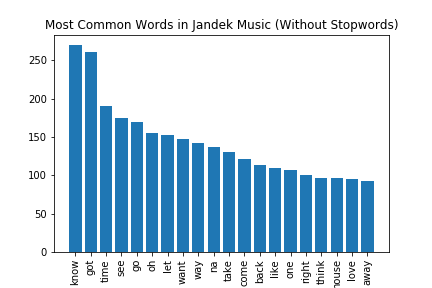 Most Common Words in Jandek Music (Without Stopwords)
250
200
150
100
50
0
know
got
time
see
go
oh
let
want
way
na
take
come
back
like
one
right
think
house
love
away